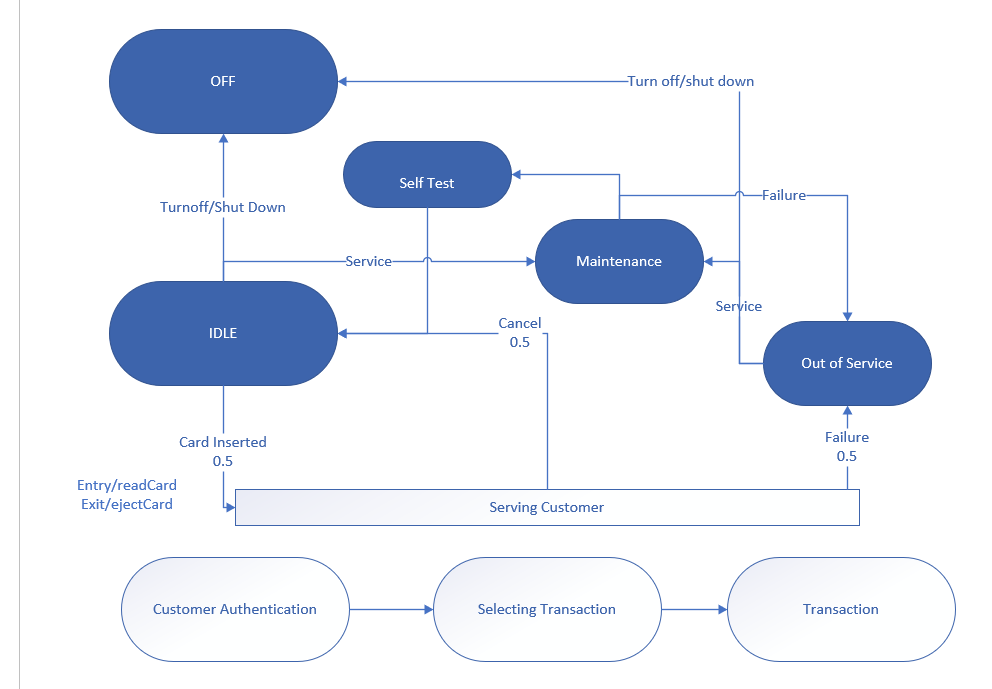 OFF
Turn off/shut down
Self Test
Failure
Turnoff/Shut Down
Service
Maintenance
Service
Cancel
0.5
IDLE
Out of Service
Card Inserted
0.5
Failure
0.5
Entry/readCard
Exit/ejectCard
Serving Customer
Customer Authentication
Selecting Transaction
Transaction